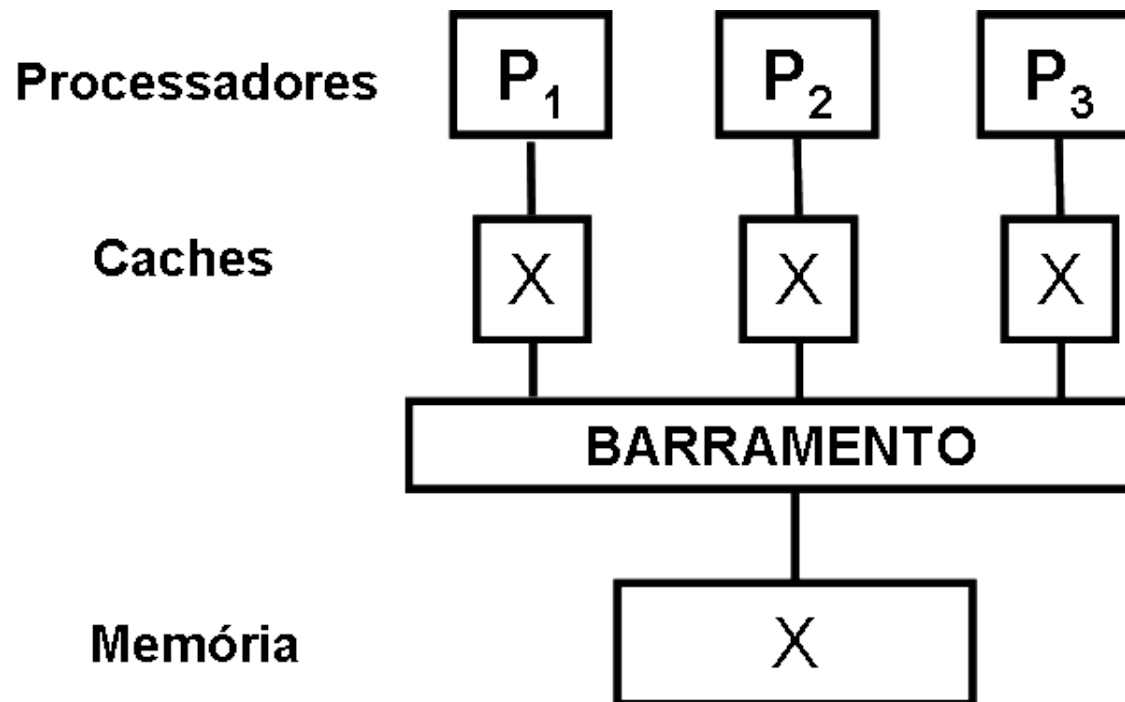 Processadores P₁ P₂ P₃
Caches X X X
BARRAMENTO
Memória X